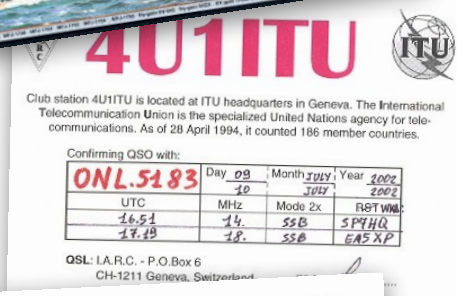 4U1ITU
ITU
Club station 4U1ITU is located at ITU headquarters in Geneva. The International
Telecommunication Union is the specialized United Nations agency for tele-
communications. As of 28 April 1994, it counted 186 member countries.
Confirming QSO with:
ONL.5183 Day 09 Month JULY Year 2002
10 JULY 2002
UTC MHz Mode 2x RST WKD:
16.51 14. SSB SP9HQ
17.19 18. SSB EA5XP
QSL: I.A.R.C. - P.O.Box 6
CH-1211 Geneva, Switzerland